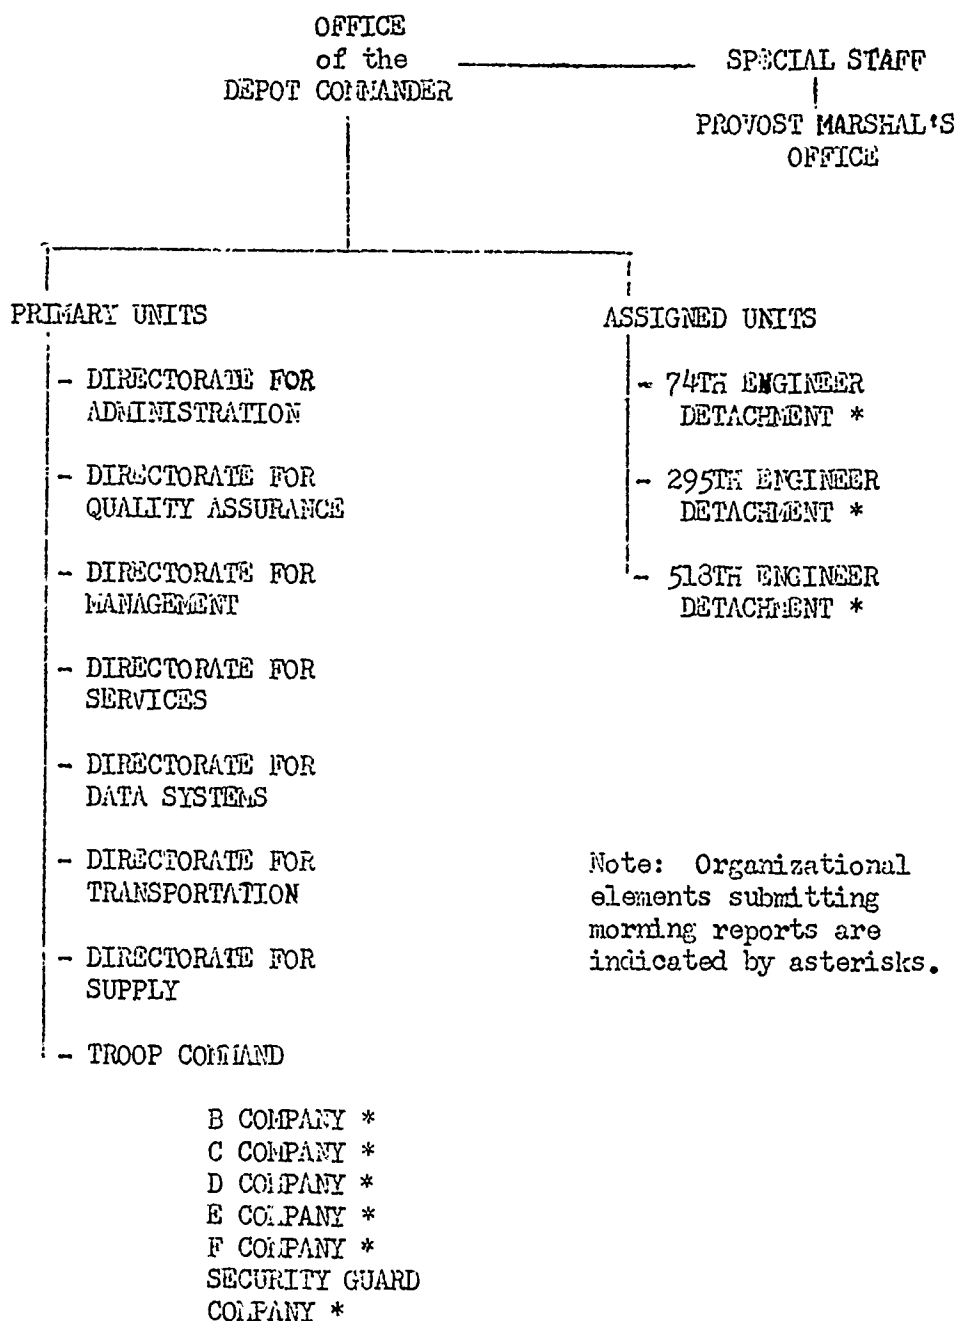 OFFICE
of the
DEPOT COMMANDER
SPECIAL STAFF
PROVOST MARSHAL'S
OFFICE
PRIMARY UNITS
- DIRECTORATE FOR
ADMINISTRATION
- DIRECTORATE FOR
QUALITY ASSURANCE
- DIRECTORATE FOR
MANAGEMENT
- DIRECTORATE FOR
SERVICES
- DIRECTORATE FOR
DATA SYSTEMS
- DIRECTORATE FOR
TRANSPORTATION
- DIRECTORATE FOR
SUPPLY
- TROOP COMMAND
B COMPANY *
C COMPANY *
D COMPANY *
E COMPANY *
F COMPANY *
SECURITY GUARD
COMPANY *
ASSIGNED UNITS
- 74TH ENGINEER
DETACHMENT *
- 295TH ENGINEER
DETACHMENT *
- 518TH ENGINEER
DETACHMENT *
Note: Organizational
elements submitting
morning reports are
indicated by asterisks.